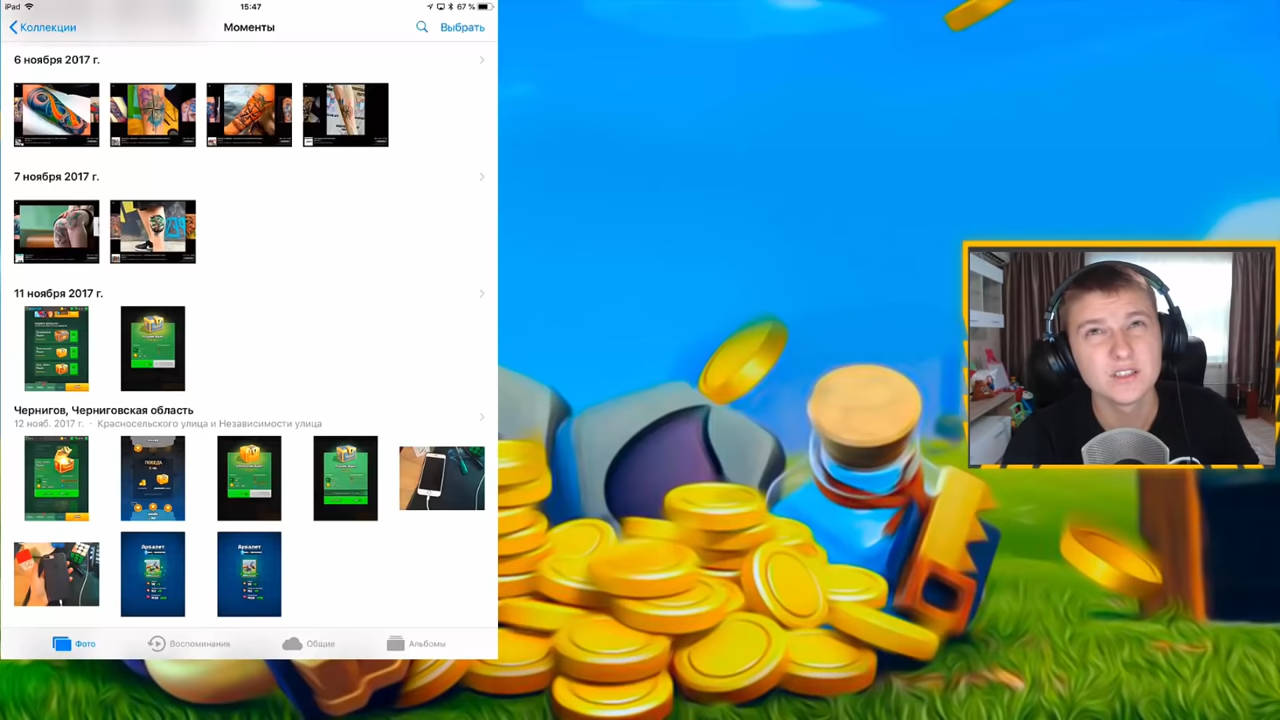 iPad
15:47
67 %
Коллекции
Моменты
Выбрать
6 ноября 2017 г.
7 ноября 2017 г.
11 ноября 2017 г.
Чернигов, Черниговская область
12 нояб. 2017 г. · Красносельского улица и Независимости улица
ПОБЕДА
Арбалет
Арбалет
Фото
Воспоминания
Общие
Альбомы